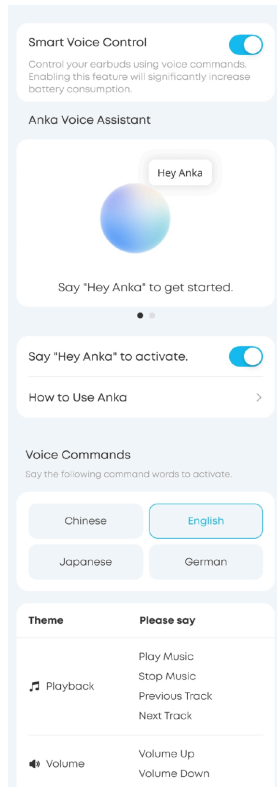 Smart Voice Control
Control your earbuds using voice commands.
Enabling this feature will significantly increase
battery consumption.
Anka Voice Assistant
Hey Anka
Say "Hey Anka" to get started.
Say "Hey Anka" to activate.
How to Use Anka
Voice Commands
Say the following command words to activate.
Chinese
English
Japanese
German
Theme
Please say
Playback
Play Music
Stop Music
Previous Track
Next Track
Volume
Volume Up
Volume Down